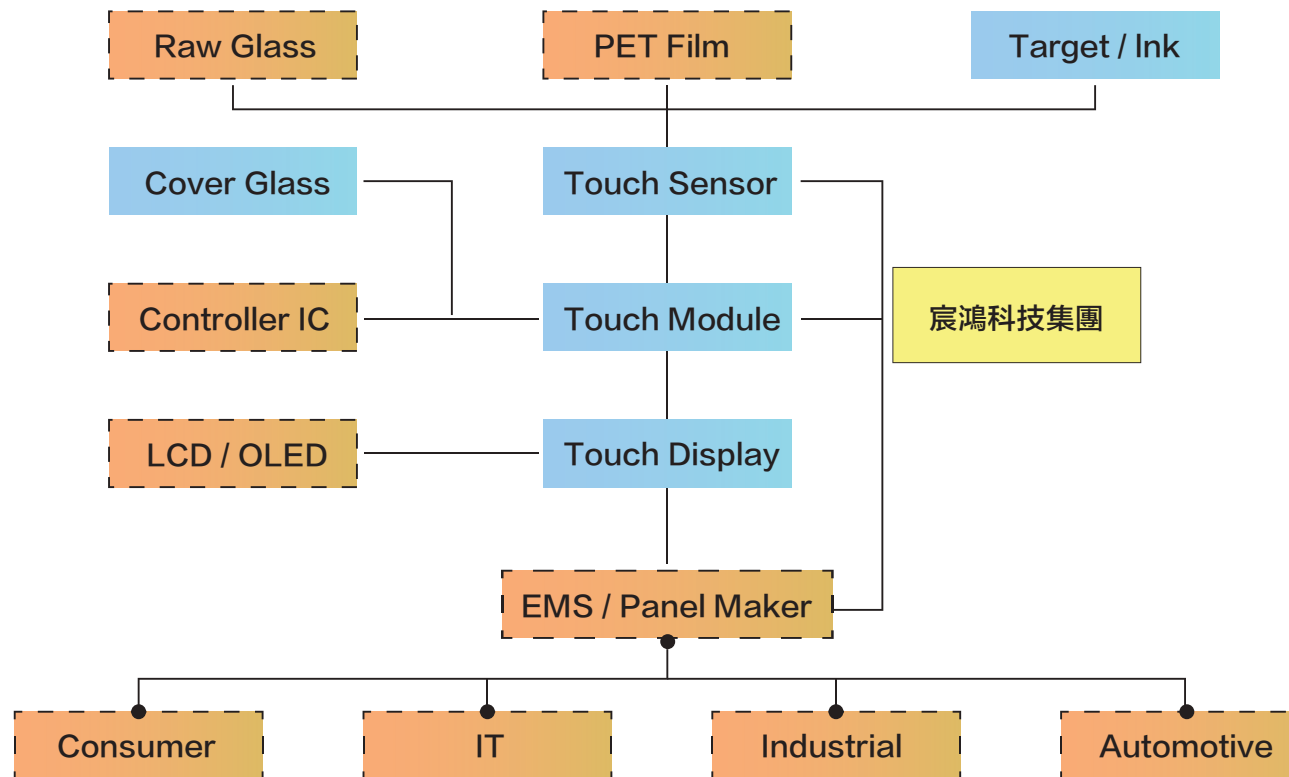 Raw Glass
PET Film
Target / Ink
Cover Glass
Touch Sensor
Controller IC
Touch Module
宸鴻科技集團
LCD / OLED
Touch Display
EMS / Panel Maker
Consumer
IT
Industrial
Automotive